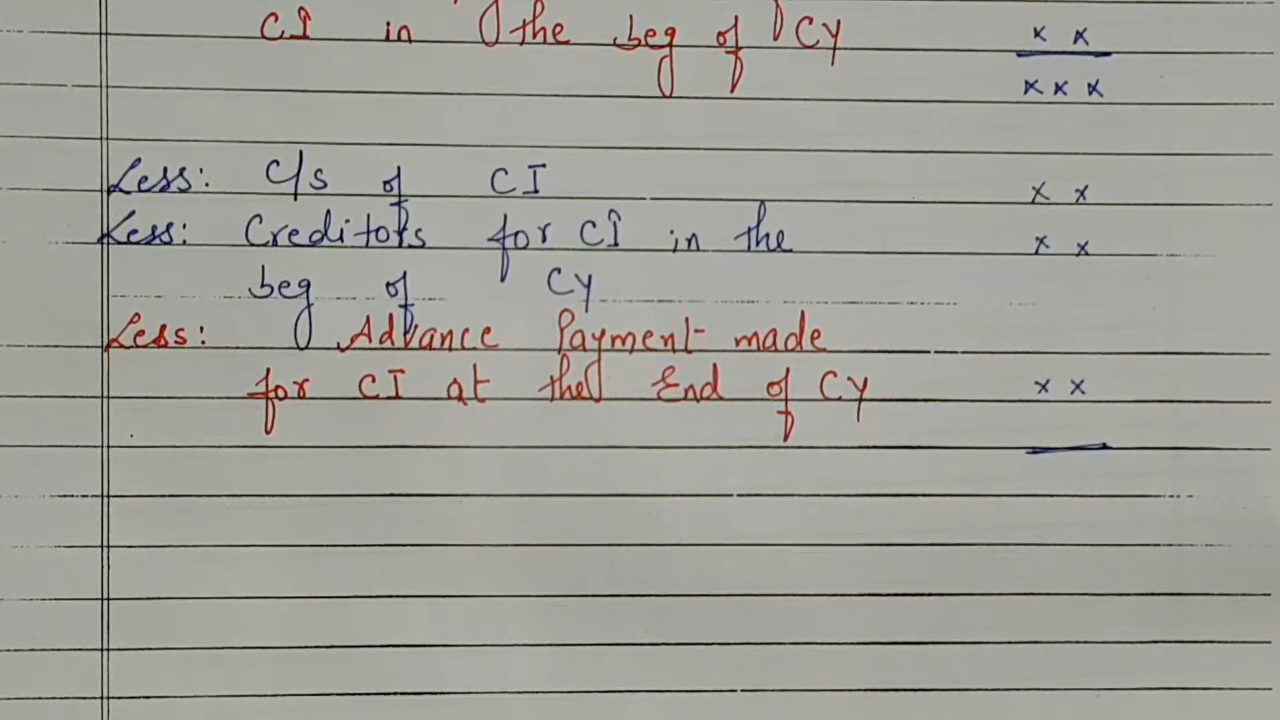 CI in the beg of CY x x
x x x
Less: C/s of CI x x
Less: Creditors for CI in the x x
beg of CY
Less: Advance Payment made
for CI at the End of CY x x